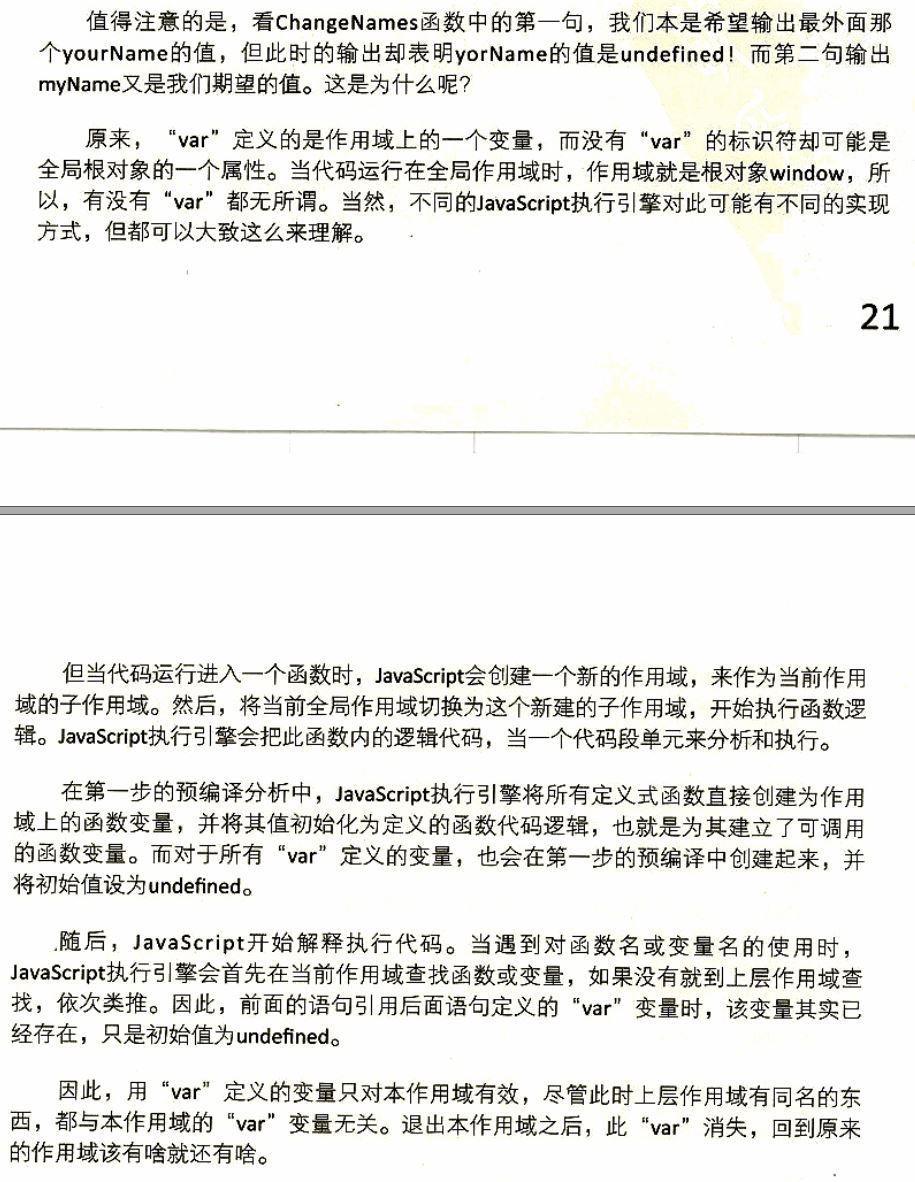 值得注意的是，看ChangeNames函数中的第一句，我们本是希望输出最外面那
个yourName的值，但此时的输出却表明yorName的值是undefined！而第二句输出
myName又是我们期望的值。这是为什么呢？
原来，“var”定义的是作用域上的一个变量，而没有“var”的标识符却可能是
全局根对象的一个属性。当代码运行在全局作用域时，作用域就是根对象window，所
以，有没有“var”都无所谓。当然，不同的JavaScript执行引擎对此可能有不同的实现
方式，但都可以大致这么来理解。
21
但当代码运行进入一个函数时，JavaScript会创建一个新的作用域，来作为当前作用
域的子作用域。然后，将当前全局作用域切换为这个新建的子作用域，开始执行函数逻
辑。JavaScript执行引擎会把此函数内的逻辑代码，当一个代码段单元来分析和执行。
在第一步的预编译分析中，JavaScript执行引擎将所有定义式函数直接创建为作用
域上的函数变量，并将其值初始化为定义的函数代码逻辑，也就是为其建立了可调用
的函数变量。而对于所有“var”定义的变量，也会在第一步的预编译中创建起来，并
将初始值设为undefined。
随后，JavaScript开始解释执行代码。当遇到对函数名或变量名的使用时，
JavaScript执行引擎会首先在当前作用域查找函数或变量，如果没有就到上层作用域查
找，依次类推。因此，前面的语句引用后面语句定义的“var”变量时，该变量其实已
经存在，只是初始值为undefined。
因此，用“var”定义的变量只对本作用域有效，尽管此时上层作用域有同名的东
西，都与本作用域的“var”变量无关。退出本作用域之后，此“var”消失，回到原来
的作用域该有啥就还有啥。